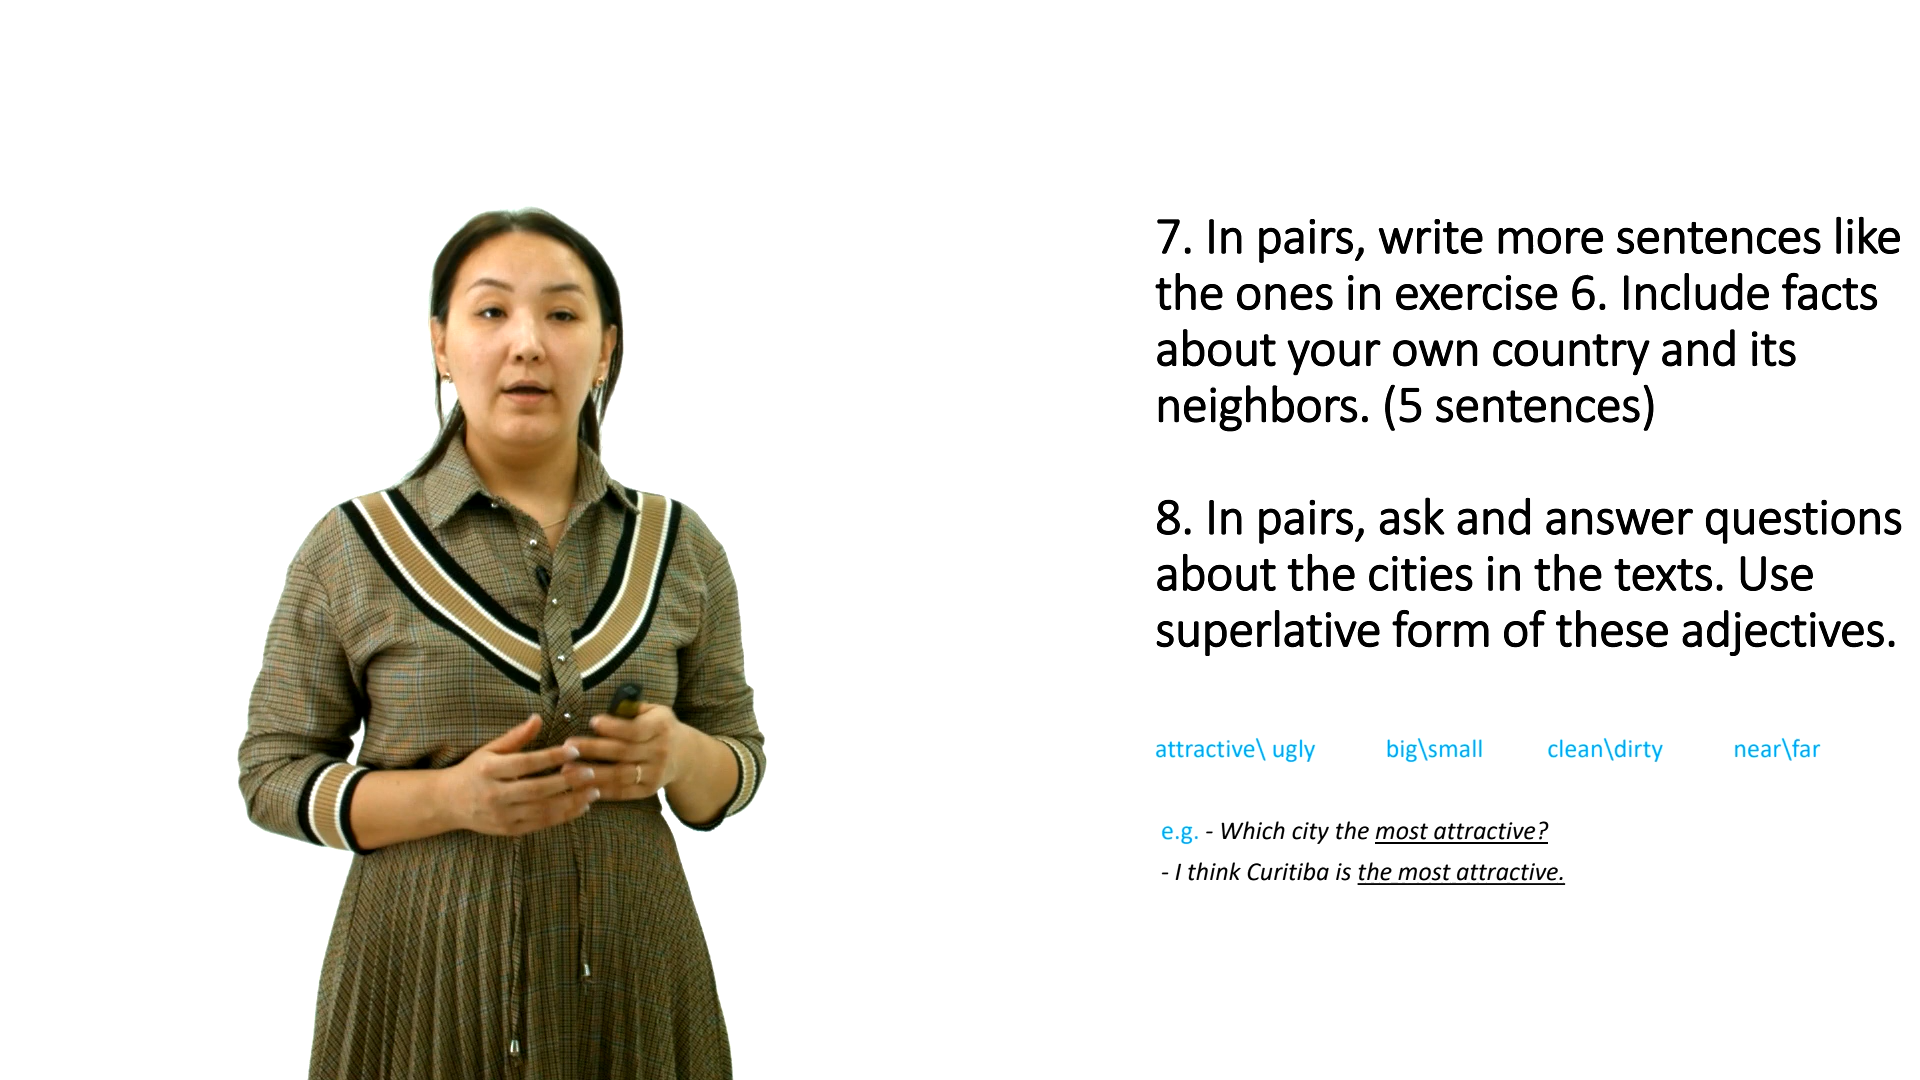 7. In pairs, write more sentences like
the ones in exercise 6. Include facts
about your own country and its
neighbors. (5 sentences)
8. In pairs, ask and answer questions
about the cities in the texts. Use
superlative form of these adjectives.
attractive\ ugly big\small clean\dirty near\far
e.g. - Which city the most attractive?
- I think Curitiba is the most attractive.